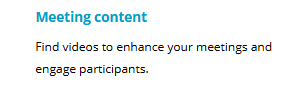 Meeting content
Find videos to enhance your meetings and
engage participants.